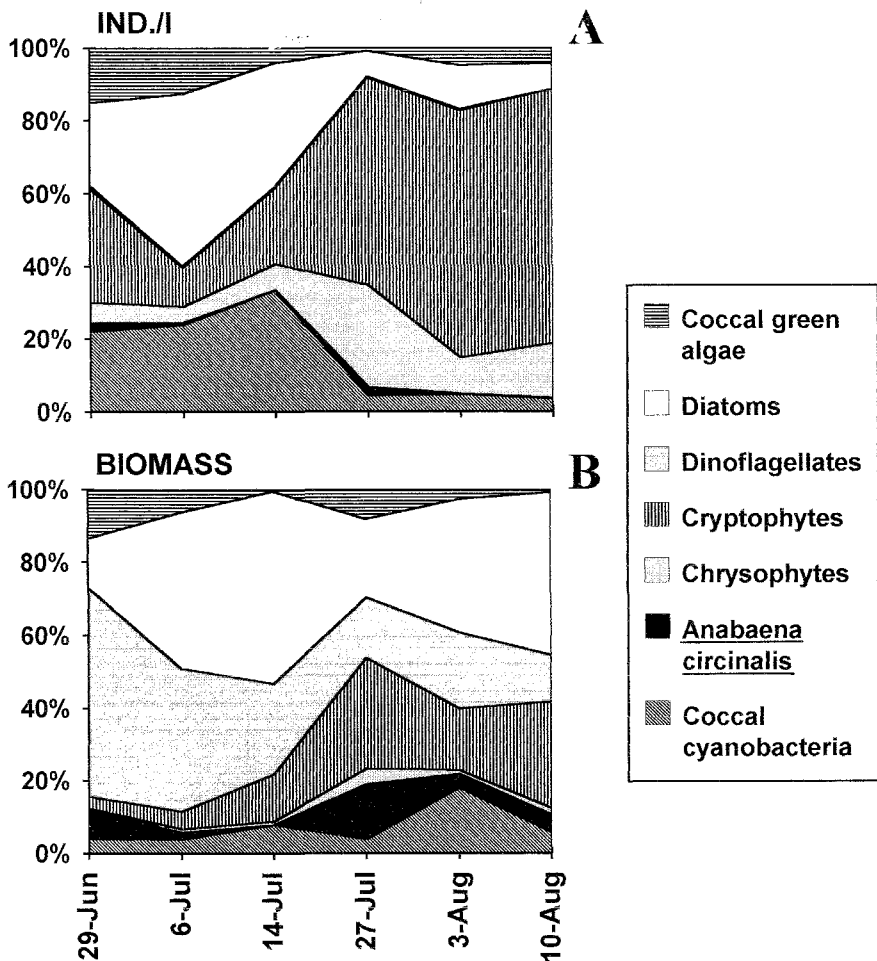 IND./l
A
100%
80%
60%
40%
20%
0%
BIOMASS
B
100%
80%
60%
40%
20%
0%
29-Jun
6-Jul
14-Jul
27-Jul
3-Aug
10-Aug
Coccal green
algae
Diatoms
Dinoflagellates
Cryptophytes
Chrysophytes
Anabaena
circinalis
Coccal
cyanobacteria